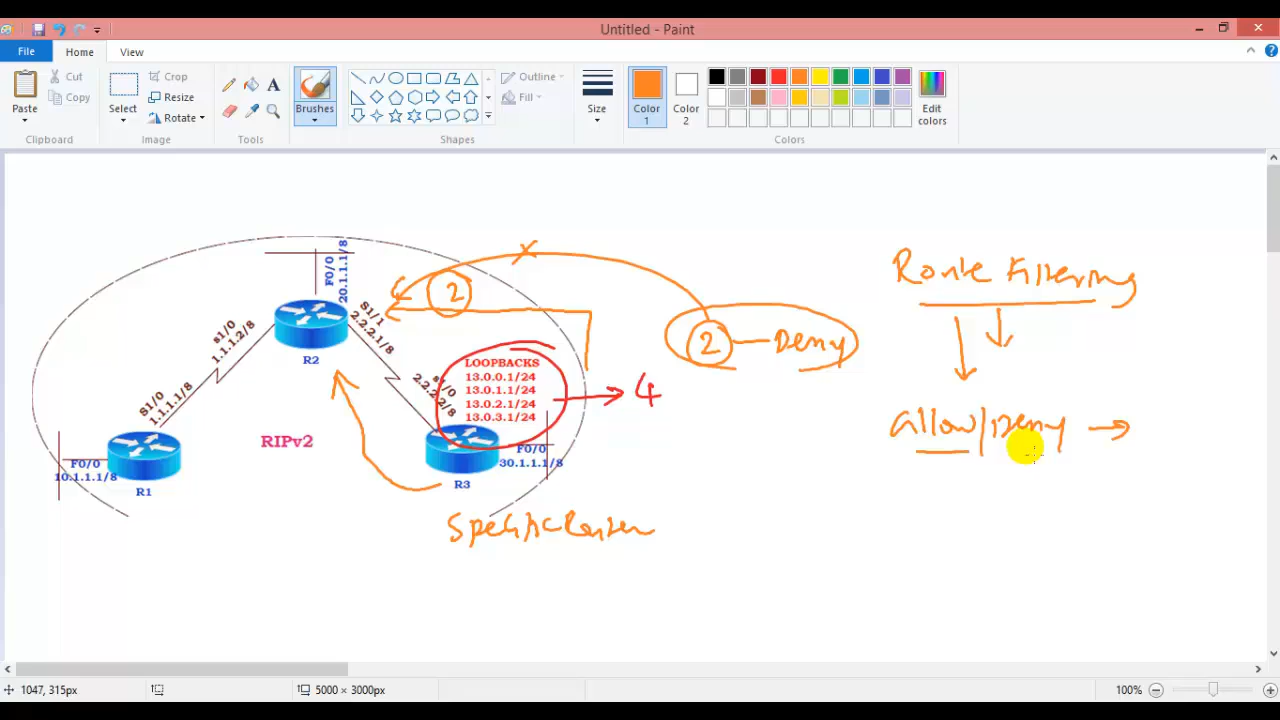 Untitled - Paint
File Home View
Paste
Cut
Copy
Clipboard
Select
Crop
Resize
Rotate
Image
Tools
Brushes
Outline
Fill
Shapes
Size
Color 1
Color 2
Edit colors
Colors
F0/0
20.1.1.1/8
S1/1
2.2.2.1/8
R2
s1/0
1.1.1.2/8
S1/0
1.1.1.1/8
F0/0
10.1.1.1/8
R1
RIPv2
s1/0
2.2.2.2/8
LOOPBACKS
13.0.0.1/24
13.0.1.1/24
13.0.2.1/24
13.0.3.1/24
F0/0
30.1.1.1/8
R3
2
2 — Deny
4
Route Filtering
allow/Deny →
Specific Router
1047, 315px
5000 × 3000px
100%